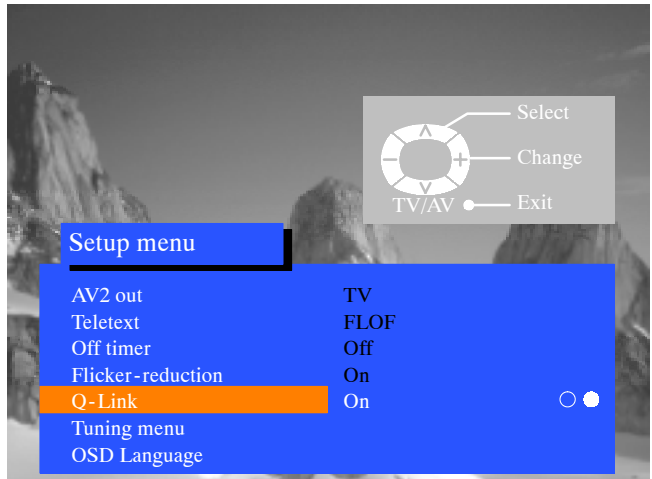 Select
Change
TV/AV Exit
Setup menu
AV2 out TV
Teletext FLOF
Off timer Off
Flicker-reduction On
Q-Link On
Tuning menu
OSD Language